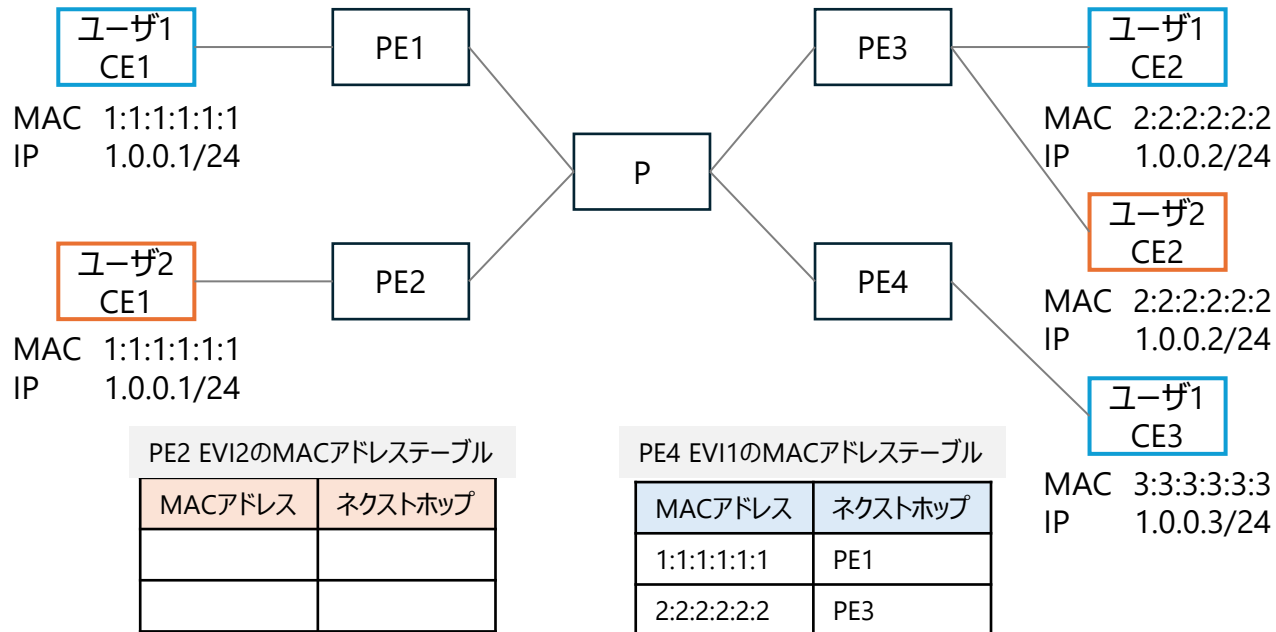 ユーザ1
CE1
MAC 1:1:1:1:1:1
IP 1.0.0.1/24
PE1
PE3
ユーザ1
CE2
MAC 2:2:2:2:2:2
IP 1.0.0.2/24
P
ユーザ2
CE1
MAC 1:1:1:1:1:1
IP 1.0.0.1/24
PE2
PE4
ユーザ2
CE2
MAC 2:2:2:2:2:2
IP 1.0.0.2/24
ユーザ1
CE3
MAC 3:3:3:3:3:3
IP 1.0.0.3/24
PE2 EVI2のMACアドレステーブル
MACアドレス ネクストホップ
PE4 EVI1のMACアドレステーブル
MACアドレス ネクストホップ
1:1:1:1:1:1 PE1
2:2:2:2:2:2 PE3